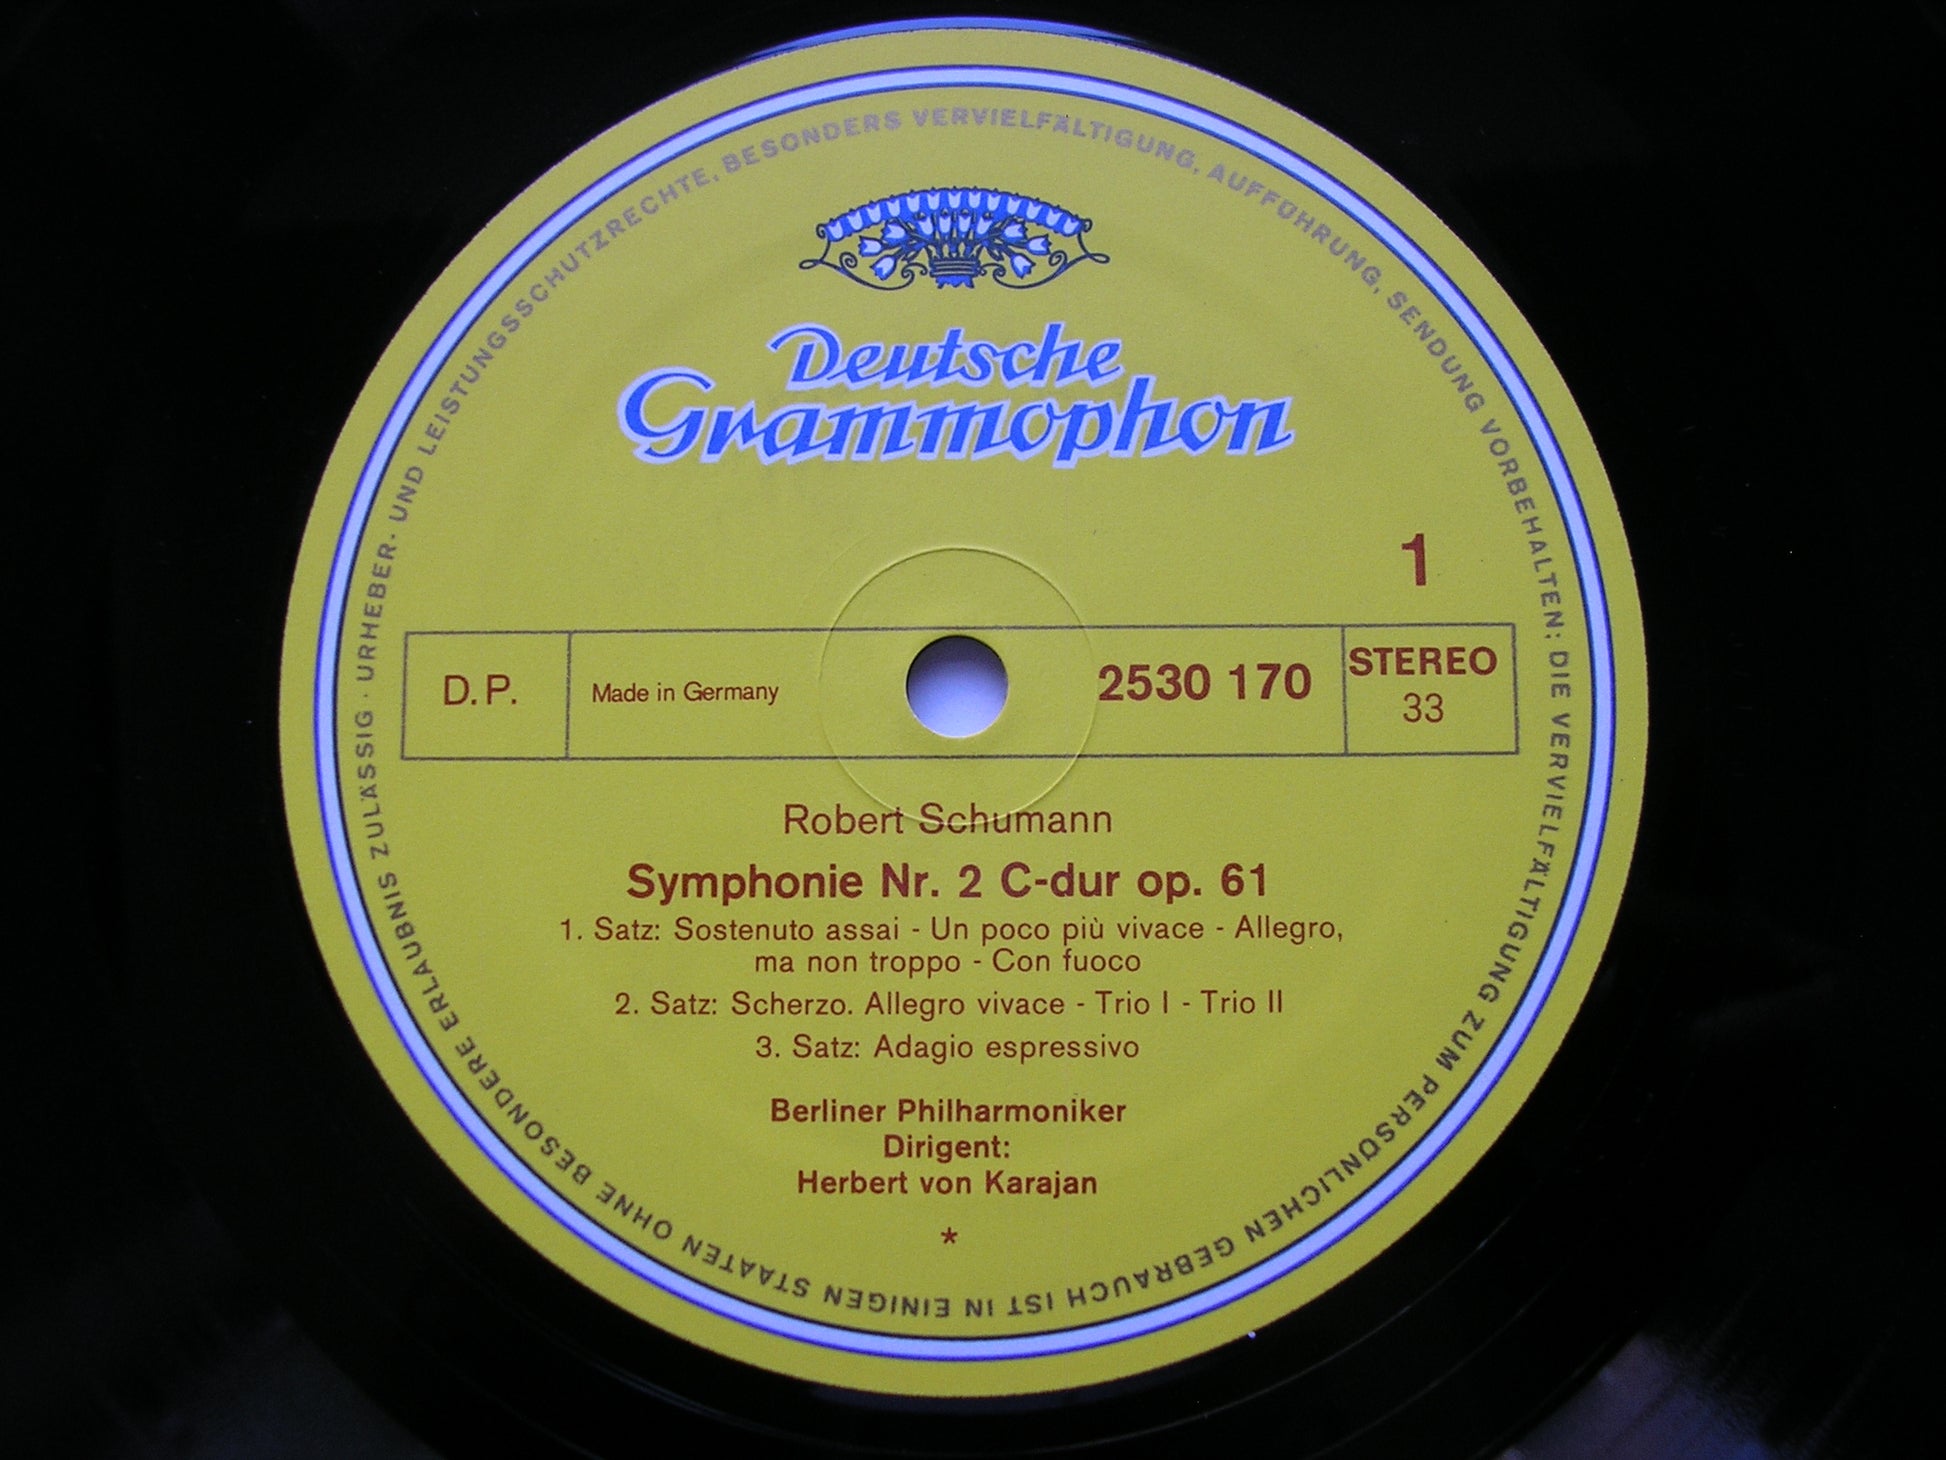 URHEBER- UND LEISTUNGSSCHUTZRECHTE, BESONDERS VERVIELFÄLTIGUNG, AUFFÜHRUNG, SENDUNG VORBEHALTEN; DIE VERVIELFÄLTIGUNG ZUM PERSÖNLICHEN GEBRAUCH IST IN EINIGEN STAATEN OHNE BESONDERE ERLAUBNIS ZULÄSSIG ·
Deutsche
Grammophon
1
D.P.
Made in Germany
2530 170
STEREO
33
Robert Schumann
Symphonie Nr. 2 C-dur op. 61
1. Satz: Sostenuto assai - Un poco più vivace - Allegro,
ma non troppo - Con fuoco
2. Satz: Scherzo. Allegro vivace - Trio I - Trio II
3. Satz: Adagio espressivo
Berliner Philharmoniker
Dirigent:
Herbert von Karajan
*